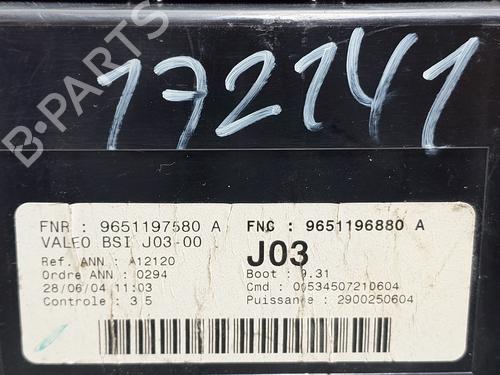 172141
B-PARTS
FNR : 9651197580 A FNC : 9651196880 A
VALEO BSI J03-00 J03
Ref. ANN : A12120 Boot : 9.31
Ordre ANN : 0294 Cmd : 00534507210604
28/06/04 11:03 Puissance : 2900250604
Controle : 3 5